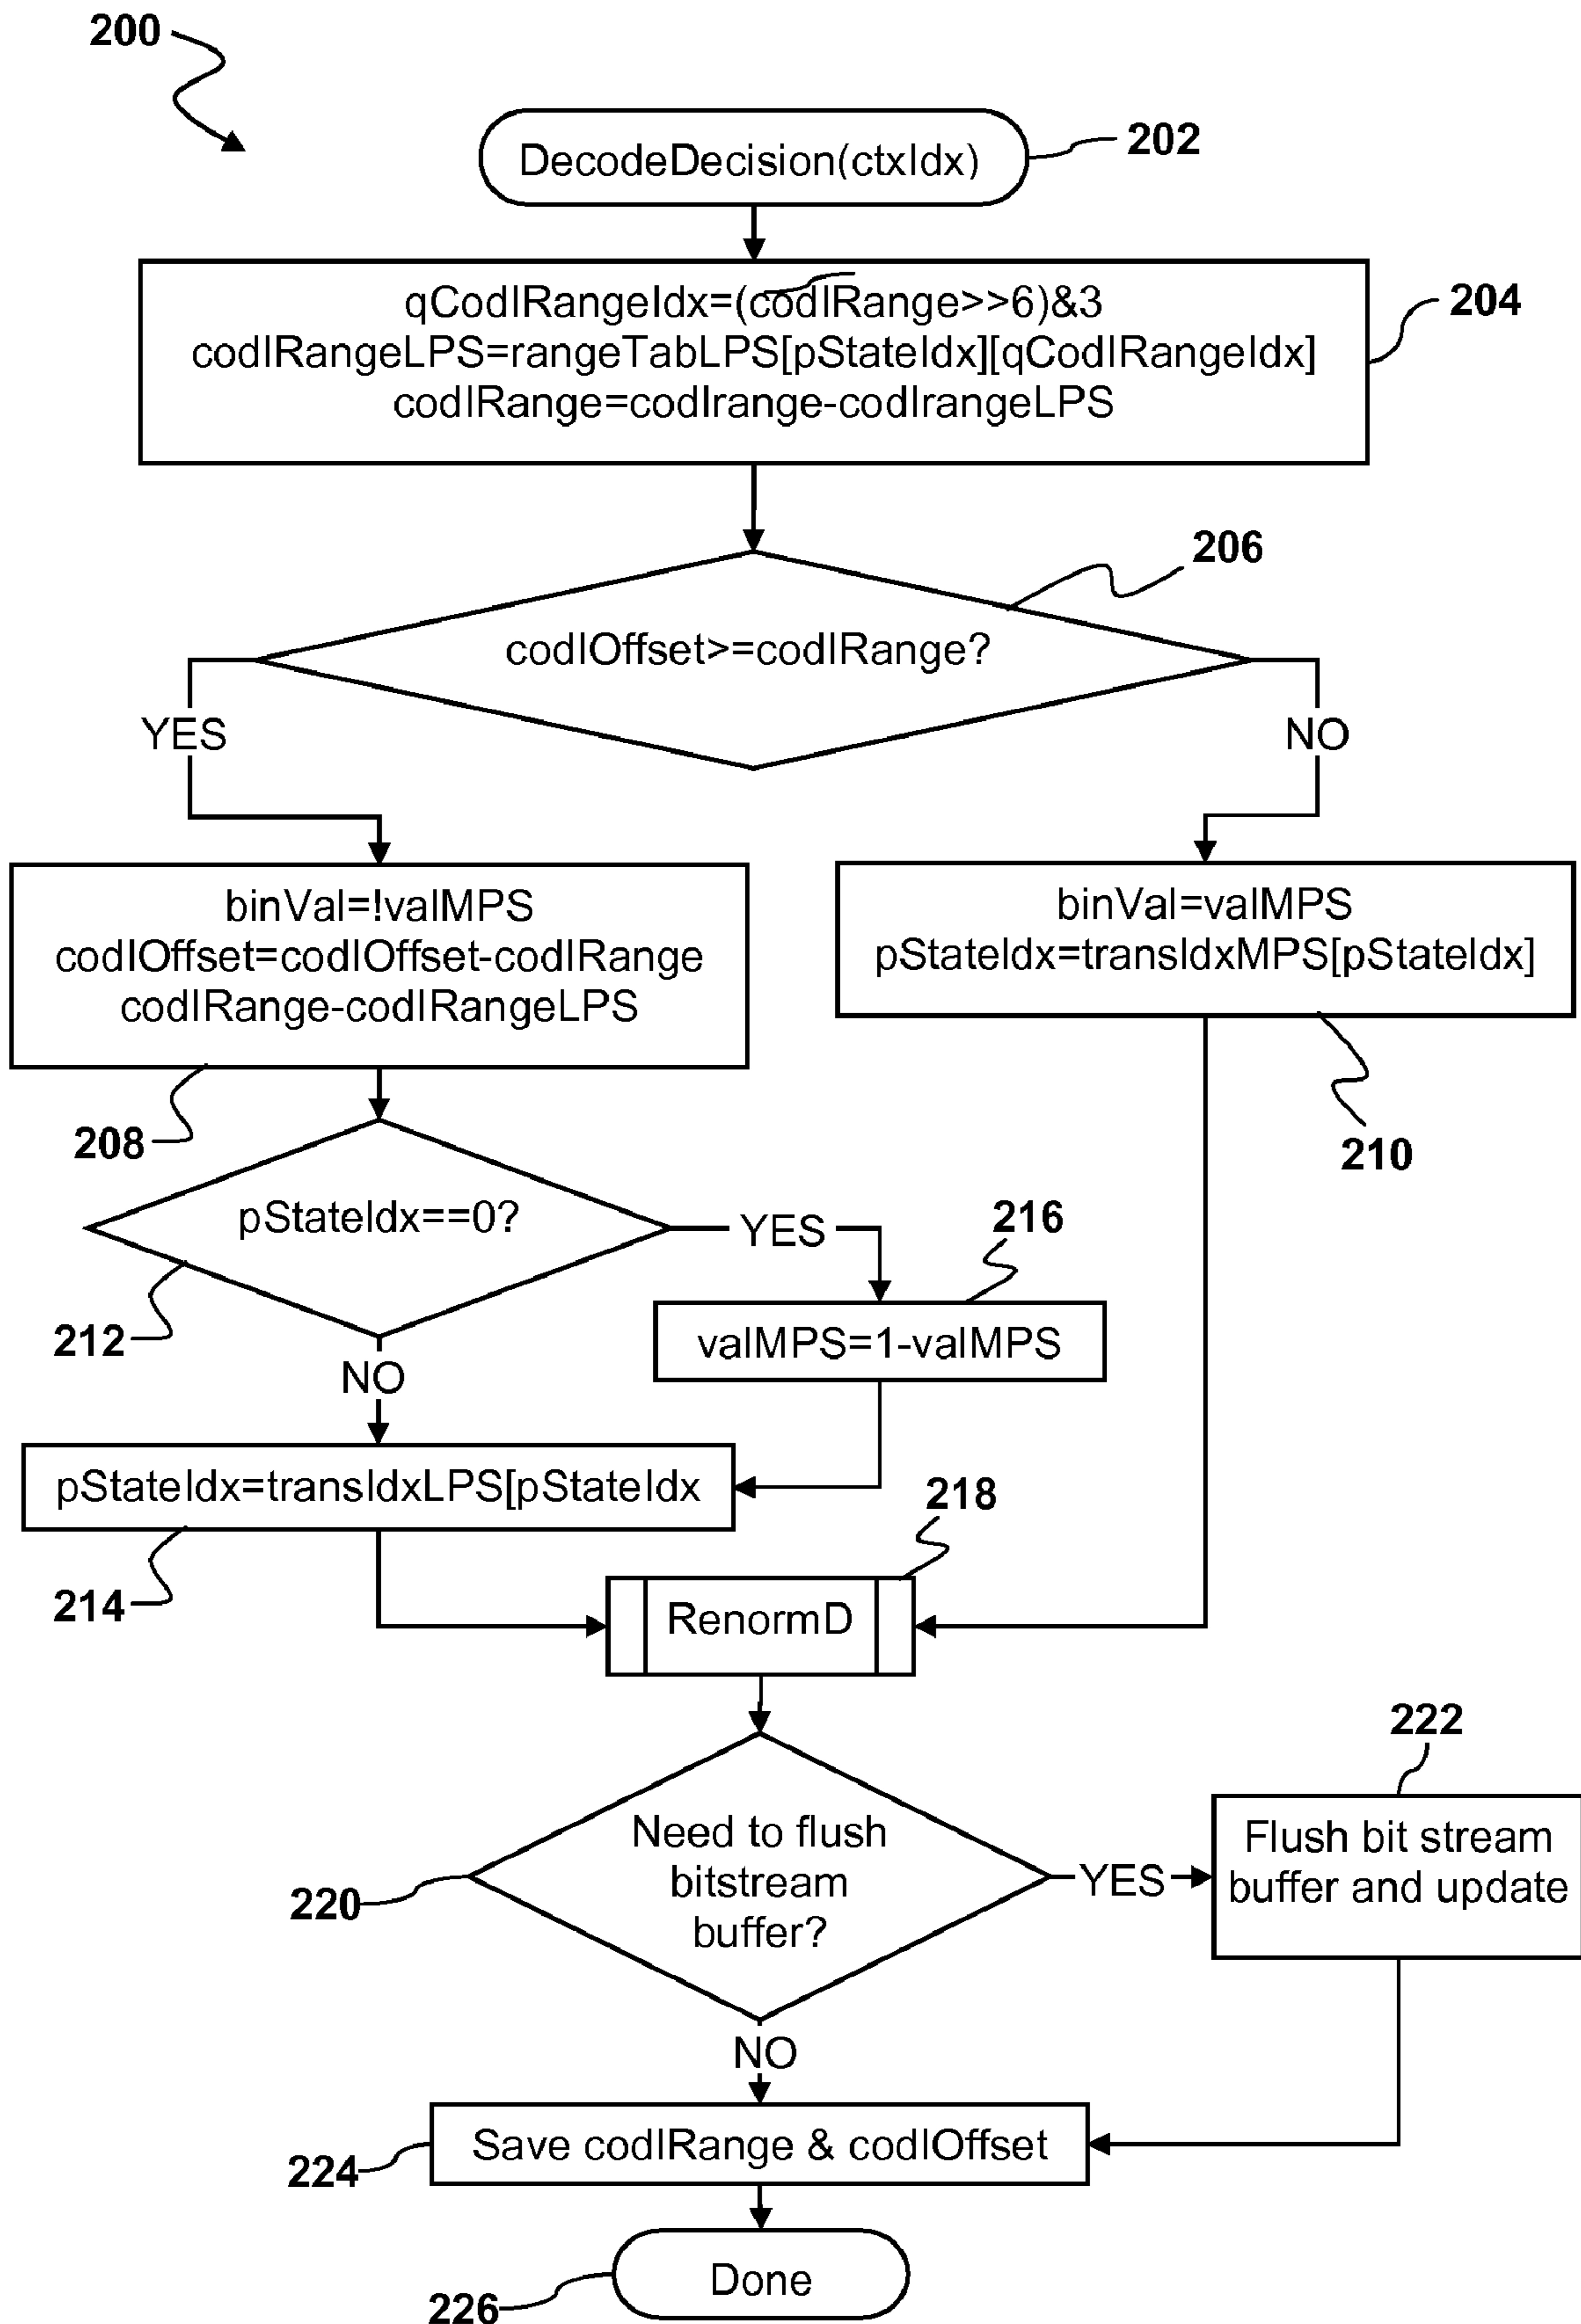 200
DecodeDecision(ctxIdx)
202
qCodIRangeIdx=(codIRange>>6)&3
codIRangeLPS=rangeTabLPS[pStateIdx][qCodIRangeIdx]
codIRange=codIrange-codIrangeLPS
204
206
codIOffset>=codIRange?
YES
NO
binVal=!valMPS
codIOffset=codIOffset-codIRange
codIRange-codIRangeLPS
binVal=valMPS
pStateIdx=transIdxMPS[pStateIdx]
208
210
pStateIdx==0?
YES
216
212
valMPS=1-valMPS
NO
pStateIdx=transIdxLPS[pStateIdx
218
214
RenormD
222
Need to flush
bitstream
buffer?
220
YES
Flush bit stream
buffer and update
NO
Save codIRange & codIOffset
224
Done
226